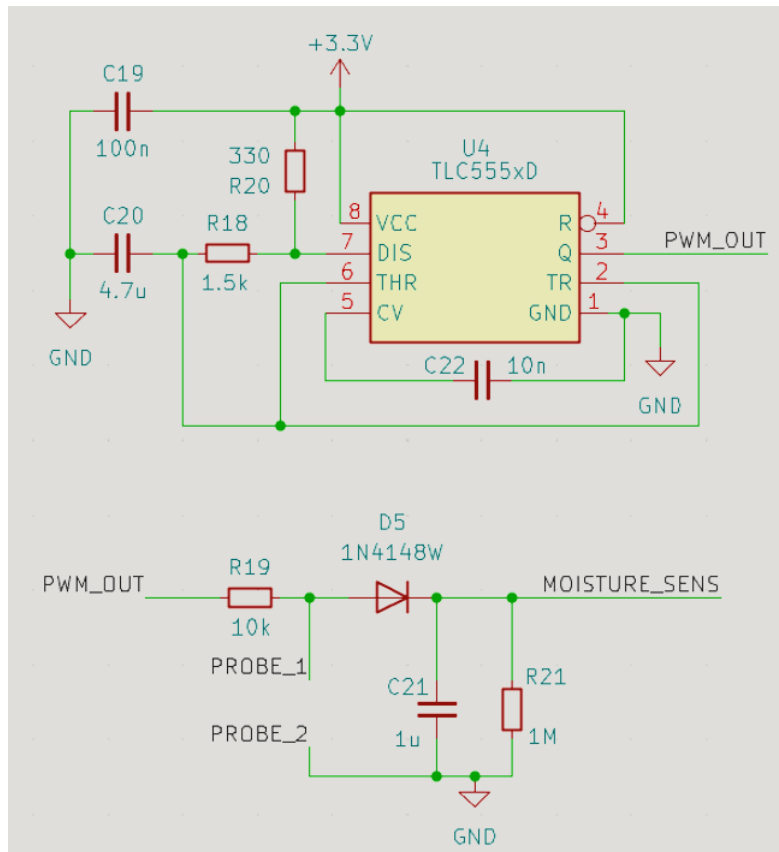 +3.3V
C19
100n
330
R20
U4
TLC555xD
C20
4.7u
R18
1.5k
8
VCC
R
4
7
DIS
Q
3
PWM_OUT
6
THR
TR
2
5
CV
GND
1
GND
C22
10n
GND
D5
1N4148W
PWM_OUT
R19
10k
MOISTURE_SENS
PROBE_1
C21
1u
R21
1M
PROBE_2
GND